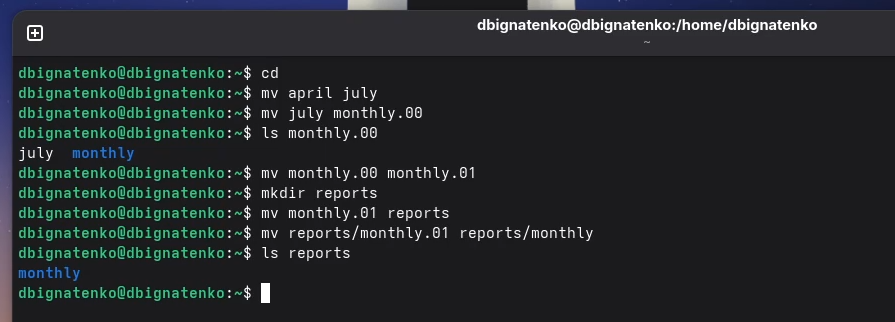 dbignatenko@dbignatenko:/home/dbignatenko
~
dbignatenko@dbignatenko:~$ cd
dbignatenko@dbignatenko:~$ mv april july
dbignatenko@dbignatenko:~$ mv july monthly.00
dbignatenko@dbignatenko:~$ ls monthly.00
july  monthly
dbignatenko@dbignatenko:~$ mv monthly.00 monthly.01
dbignatenko@dbignatenko:~$ mkdir reports
dbignatenko@dbignatenko:~$ mv monthly.01 reports
dbignatenko@dbignatenko:~$ mv reports/monthly.01 reports/monthly
dbignatenko@dbignatenko:~$ ls reports
monthly
dbignatenko@dbignatenko:~$